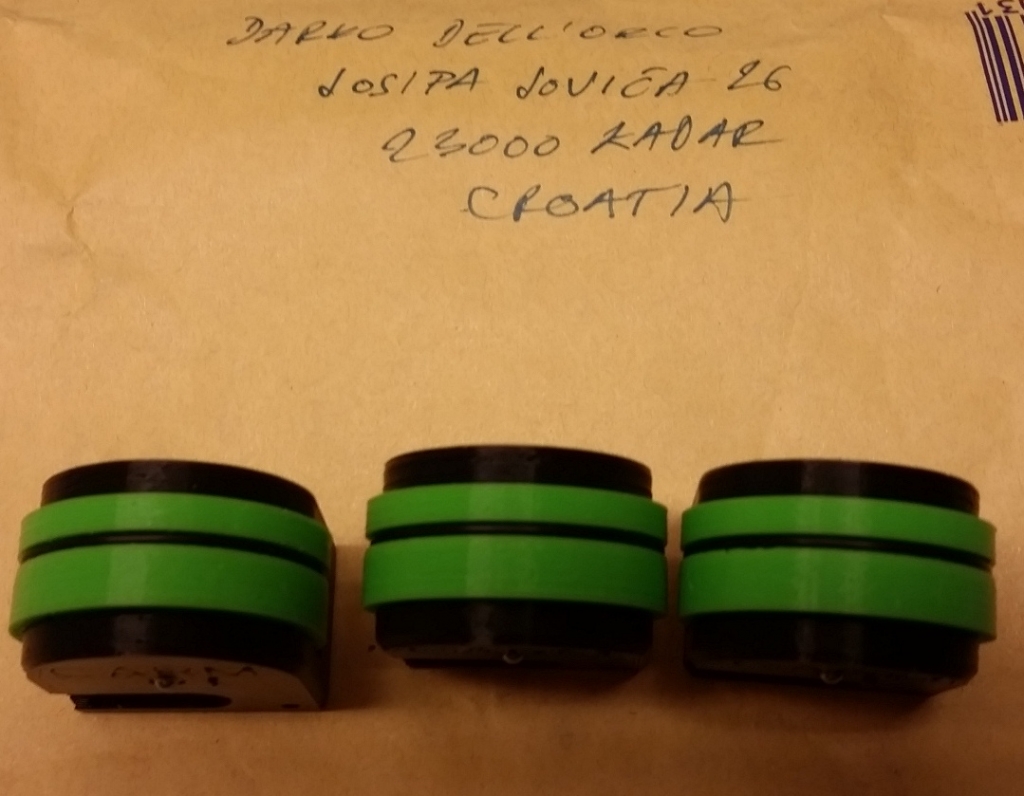 DARKO DELL'ORCO
JOSIPA JOVIĆA 26
23000 ZADAR
CROATIA